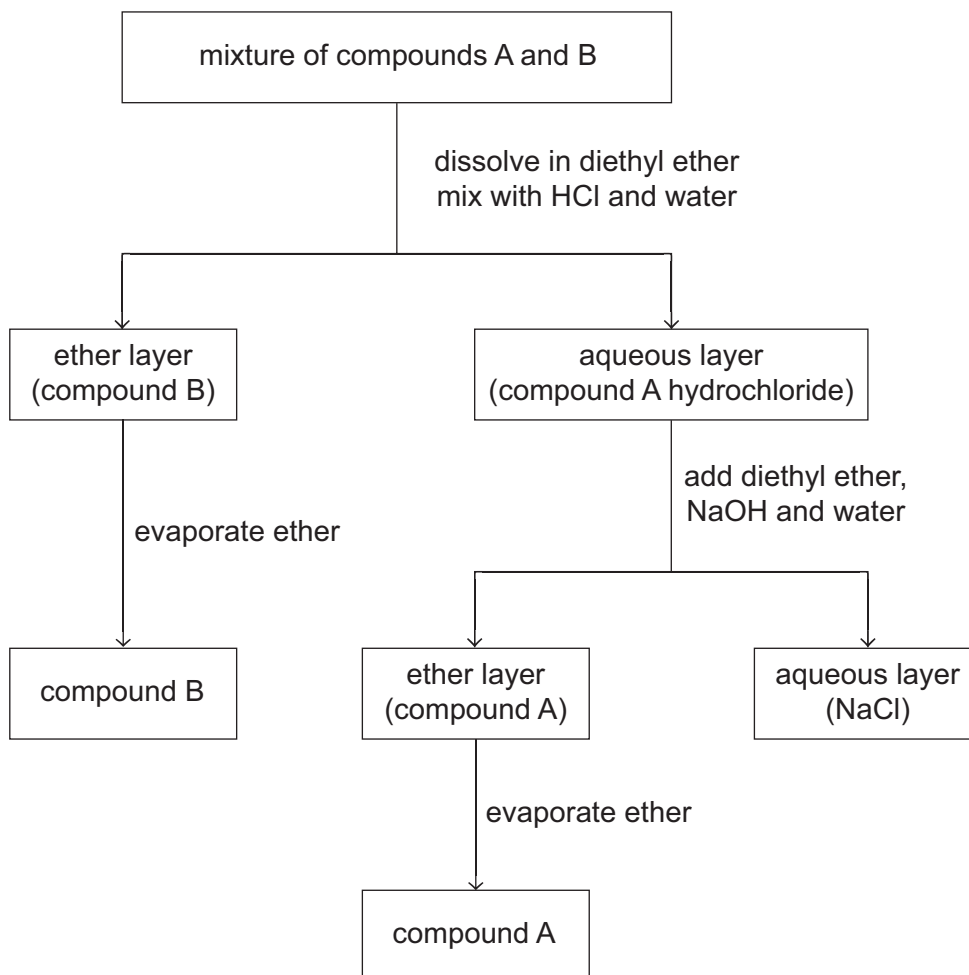 mixture of compounds A and B
dissolve in diethyl ether
mix with HCl and water
ether layer
(compound B)
aqueous layer
(compound A hydrochloride)
evaporate ether
add diethyl ether,
NaOH and water
compound B
ether layer
(compound A)
aqueous layer
(NaCl)
evaporate ether
compound A